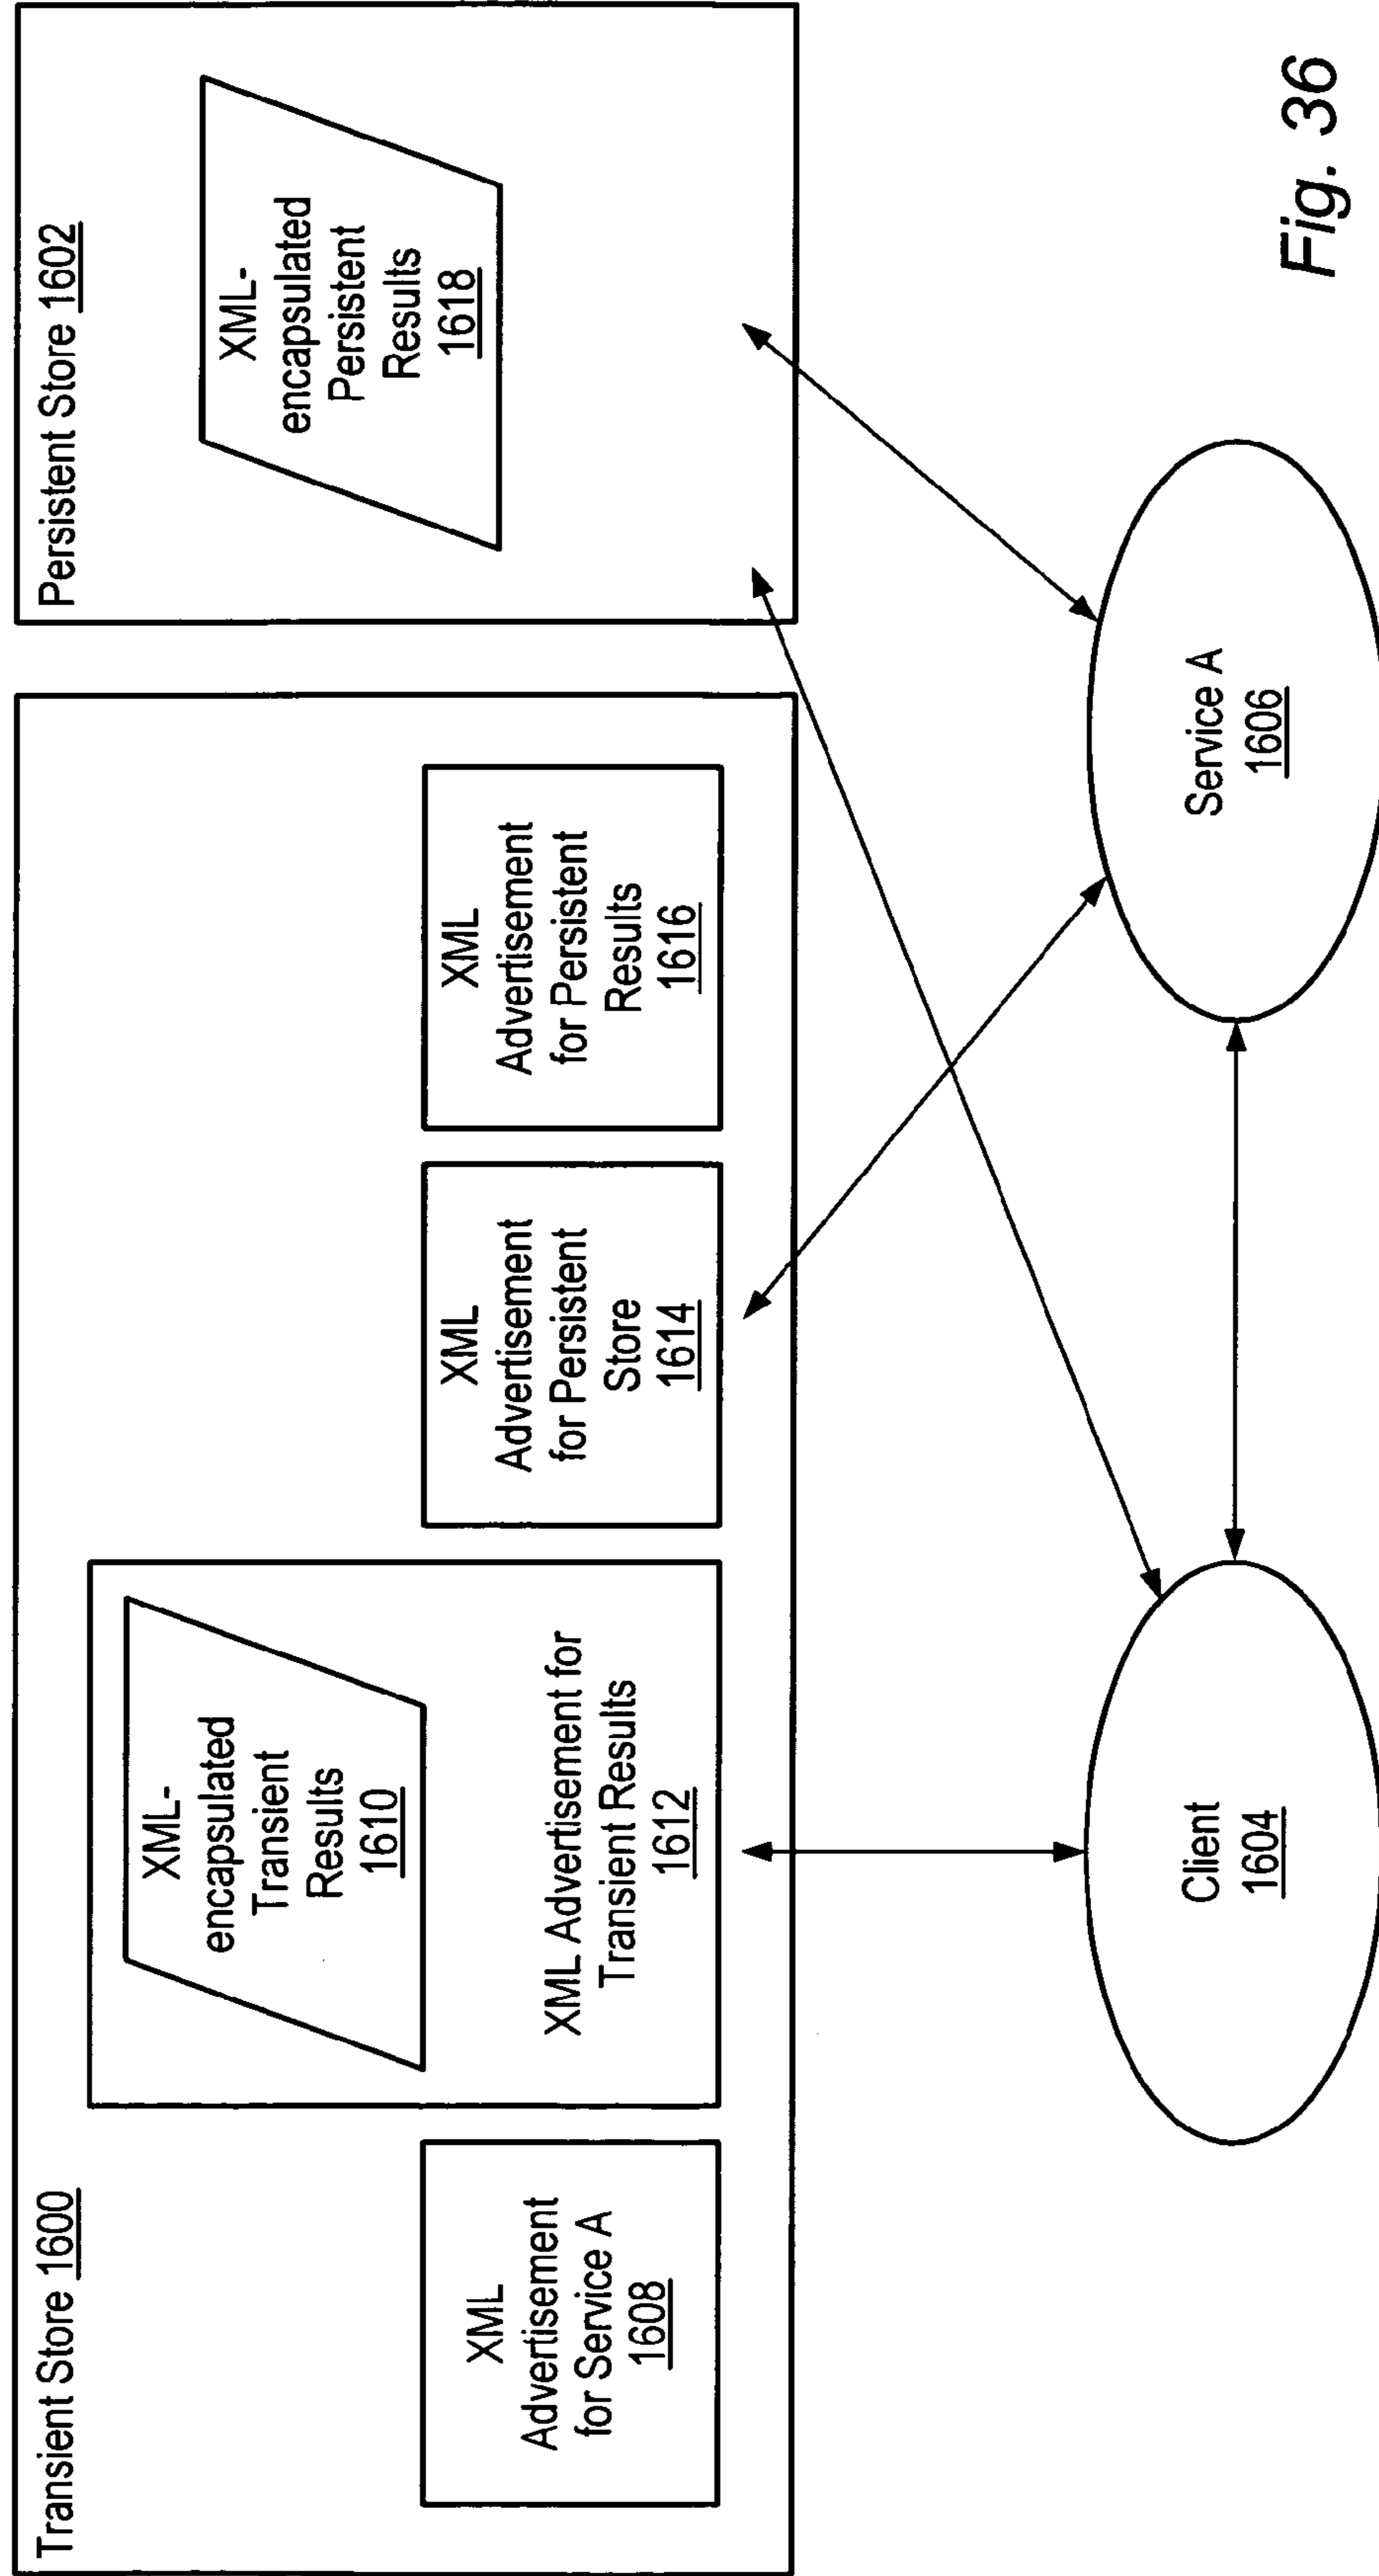 Transient Store 1600
XML
Advertisement
for Service A
1608
XML-
encapsulated
Transient
Results
1610
XML Advertisement for
Transient Results
1612
XML
Advertisement
for Persistent
Store
1614
XML
Advertisement
for Persistent
Results
1616
Persistent Store 1602
XML-
encapsulated
Persistent
Results
1618
Client
1604
Service A
1606
Fig. 36